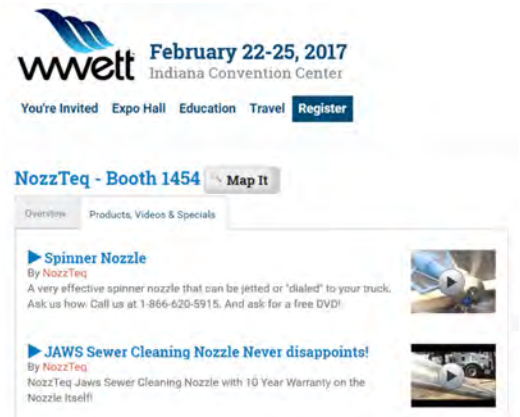 wwett
February 22-25, 2017
Indiana Convention Center
You're Invited Expo Hall Education Travel Register
NozzTeq - Booth 1454 Map It
Overview Products, Videos & Specials
Spinner Nozzle
By NozzTeq
A very effective spinner nozzle that can be jetted or "dialed" to your truck.
Ask us how. Call us at 1-866-620-5915. And ask for a free DVD!
JAWS Sewer Cleaning Nozzle Never disappoints!
By NozzTeq
NozzTeq Jaws Sewer Cleaning Nozzle with 10 Year Warranty on the
Nozzle Itself!